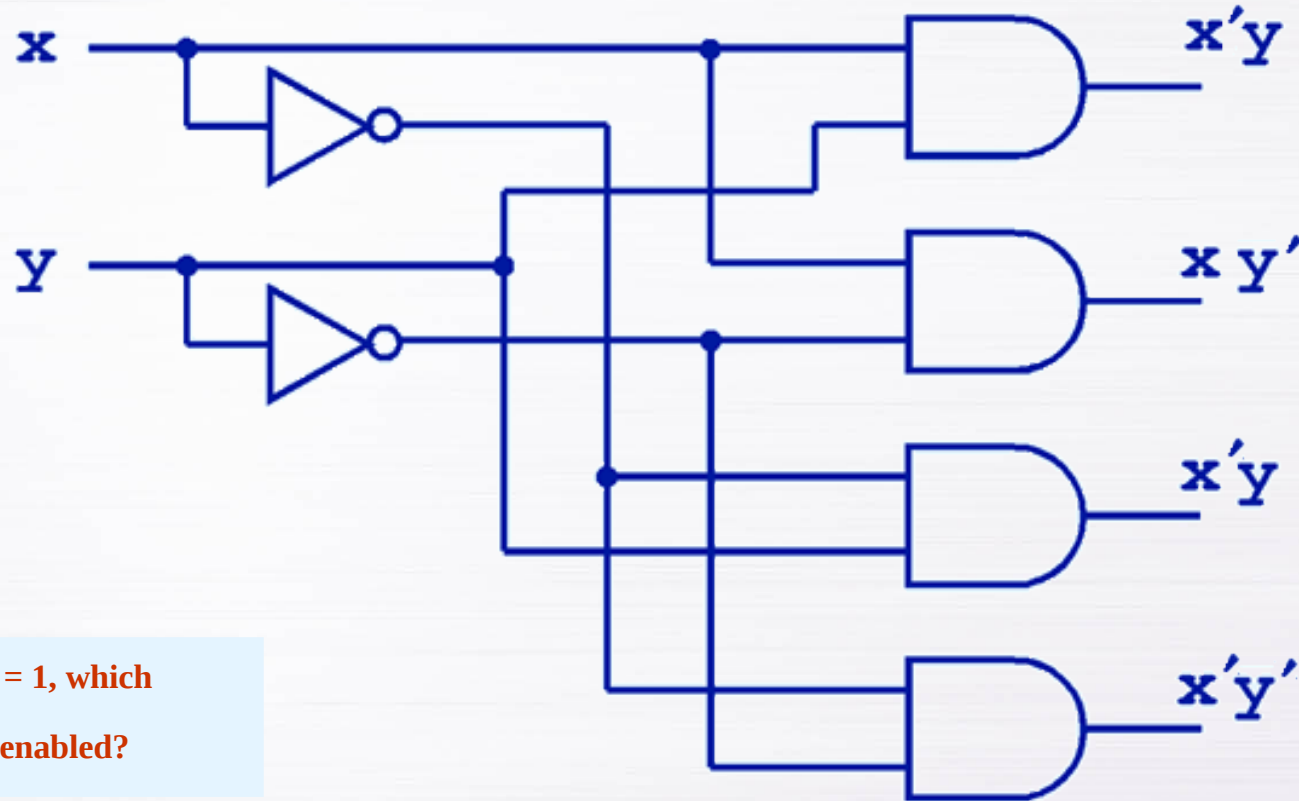 x
x′y
y
x y′
x′y
x′y′
= 1, which
enabled?